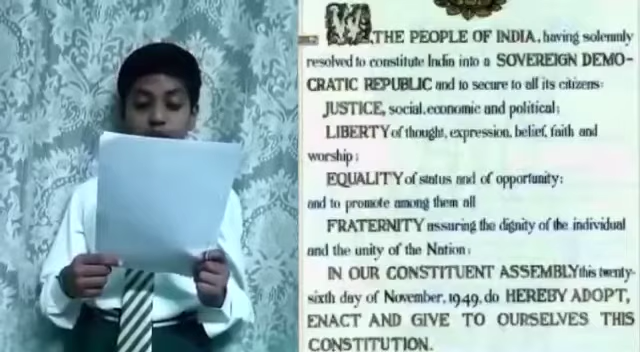 WE, THE PEOPLE OF INDIA, having solemnly
resolved to constitute India into a SOVEREIGN DEMO-
CRATIC REPUBLIC and to secure to all its citizens:
JUSTICE, social, economic and political;
LIBERTY of thought, expression, belief, faith and
worship;
EQUALITY of status and of opportunity;
and to promote among them all
FRATERNITY assuring the dignity of the individual
and the unity of the Nation;
IN OUR CONSTITUENT ASSEMBLY this twenty-
sixth day of November, 1949, do HEREBY ADOPT,
ENACT AND GIVE TO OURSELVES THIS
CONSTITUTION.